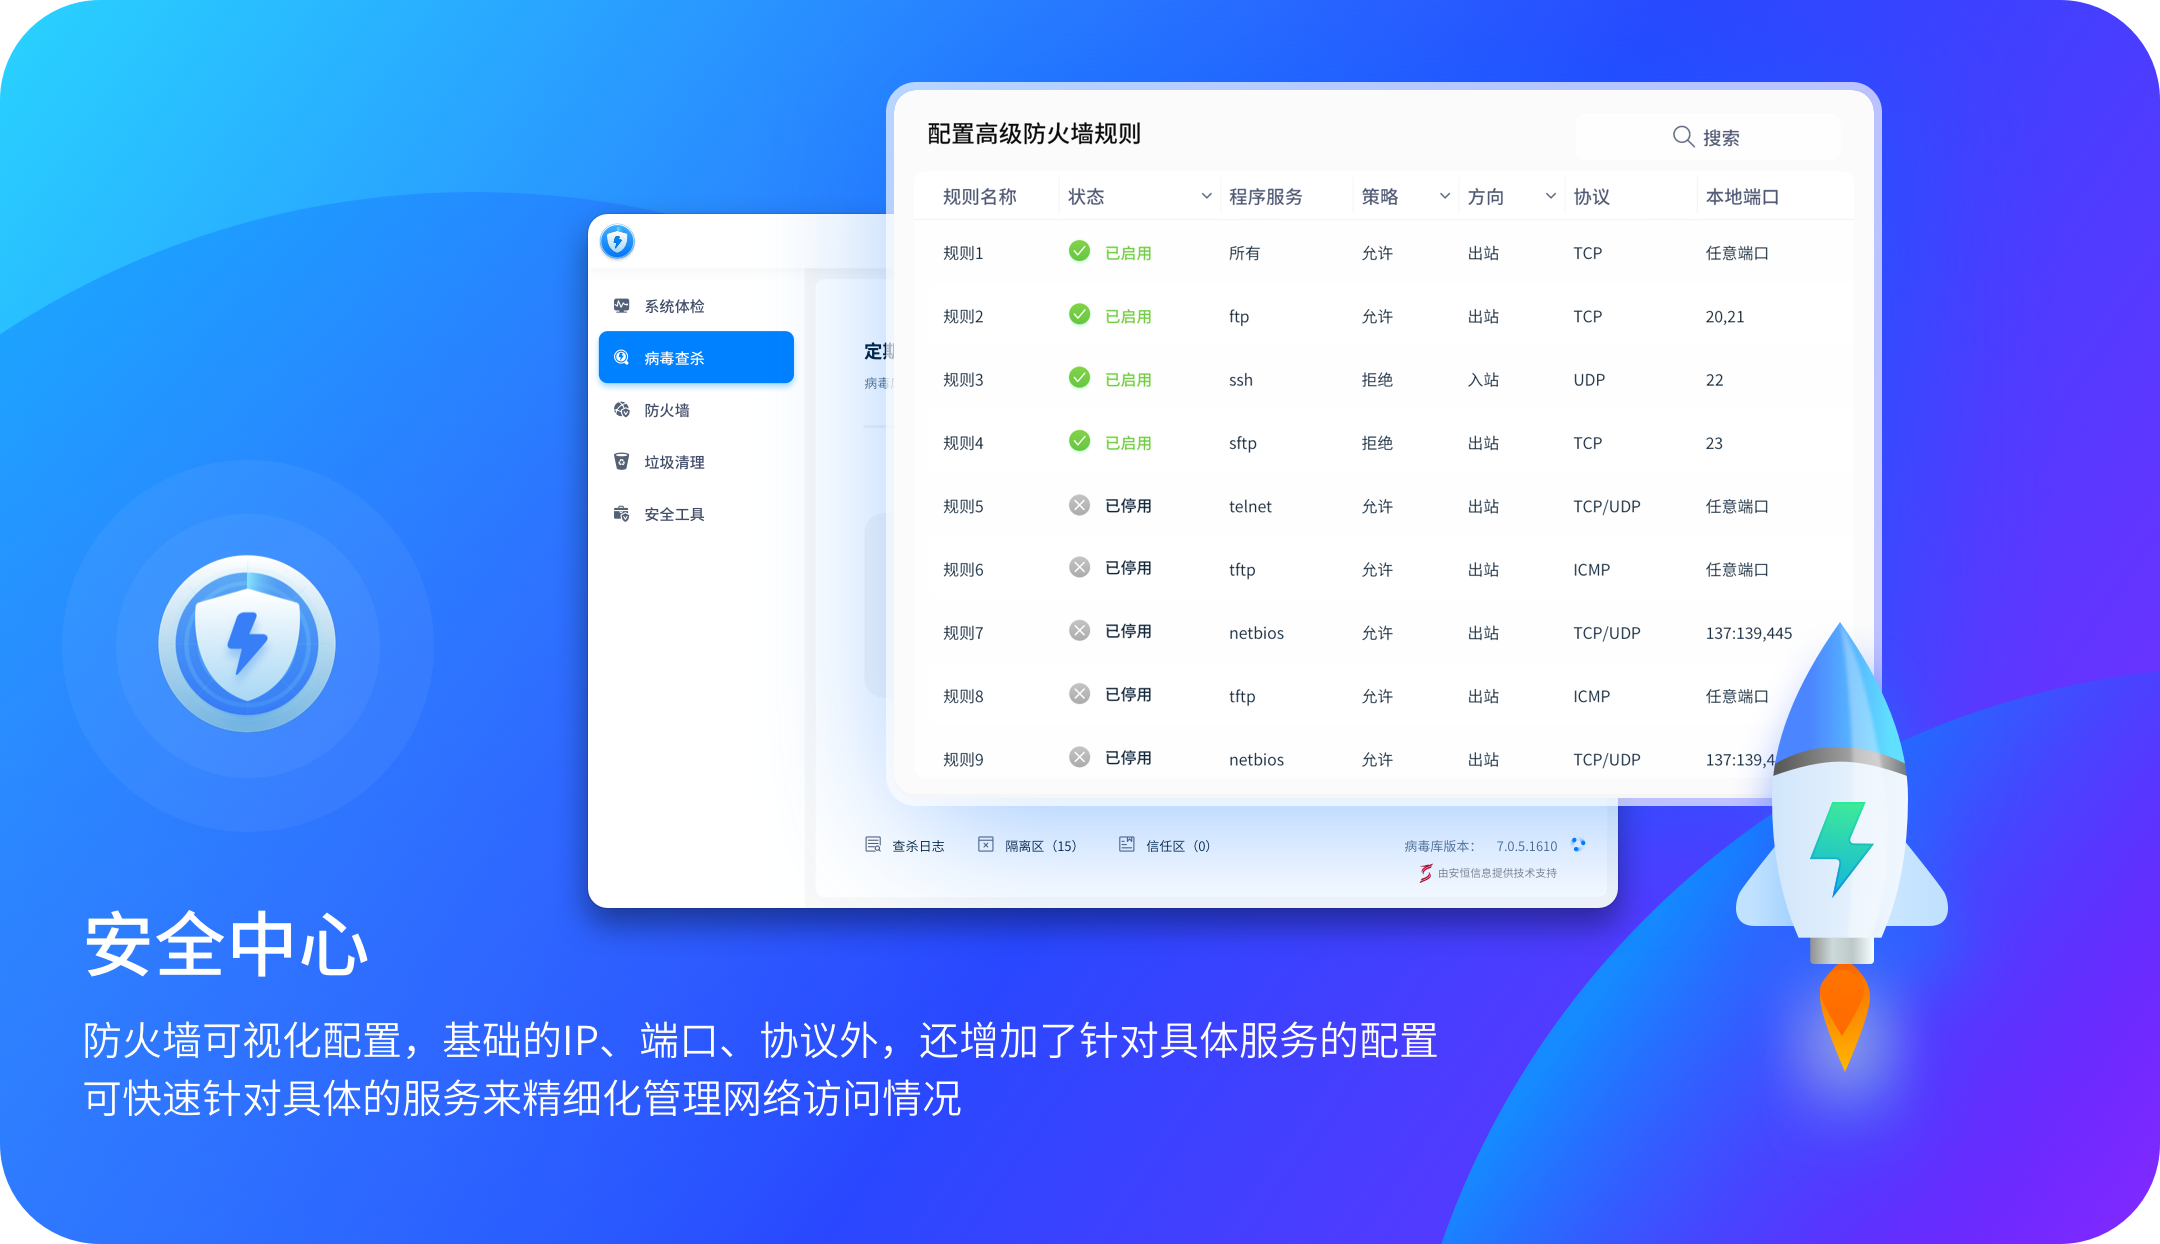 配置高级防火墙规则
搜索
规则名称 状态 程序服务 策略 方向 协议 本地端口
规则1 已启用 所有 允许 出站 TCP 任意端口
规则2 已启用 ftp 允许 出站 TCP 20,21
规则3 已启用 ssh 拒绝 入站 UDP 22
规则4 已启用 sftp 拒绝 出站 TCP 23
规则5 已停用 telnet 允许 出站 TCP/UDP 任意端口
规则6 已停用 tftp 允许 出站 ICMP 任意端口
规则7 已停用 netbios 允许 出站 TCP/UDP 137:139,445
规则8 已停用 tftp 允许 出站 ICMP 任意端口
规则9 已停用 netbios 允许 出站 TCP/UDP 137:139,4
系统体检
病毒查杀
防火墙
垃圾清理
安全工具
定期
病毒
查杀日志 隔离区（15） 信任区（0） 病毒库版本： 7.0.5.1610
由安恒信息提供技术支持
安全中心
防火墙可视化配置，基础的IP、端口、协议外，还增加了针对具体服务的配置
可快速针对具体的服务来精细化管理网络访问情况